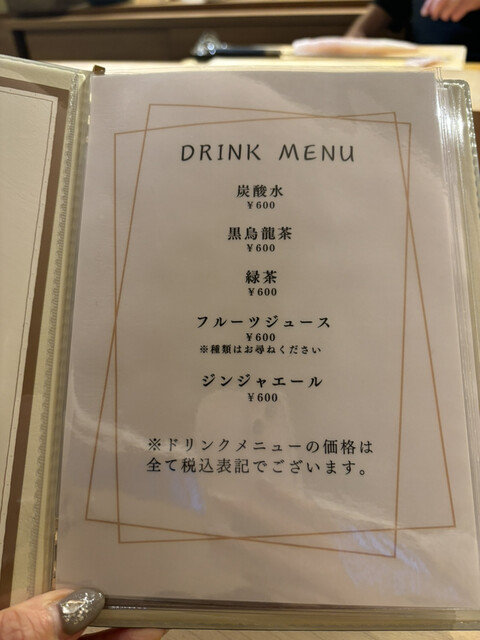 DRINK MENU
炭酸水
￥600
黒烏龍茶
￥600
緑茶
￥600
フルーツジュース
￥600
※種類はお尋ねください
ジンジャエール
￥600
※ドリンクメニューの価格は
全て税込表記でございます。